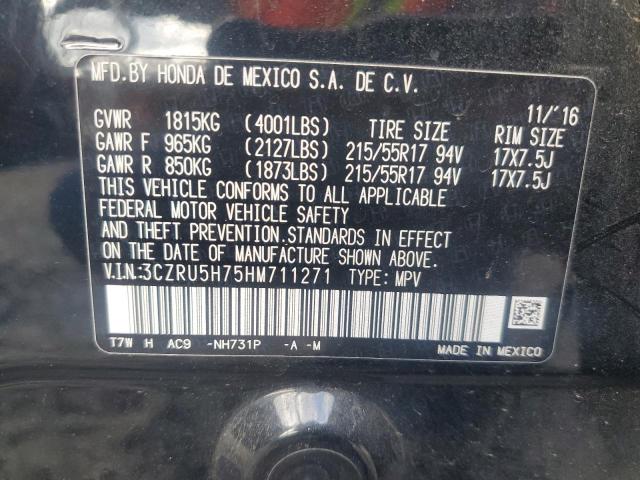 MFD.BY HONDA DE MEXICO S.A. DE C.V.
11/'16
GVWR 1815KG (4001LBS) TIRE SIZE RIM SIZE
GAWR F 965KG (2127LBS) 215/55R17 94V 17X7.5J
GAWR R 850KG (1873LBS) 215/55R17 94V 17X7.5J
THIS VEHICLE CONFORMS TO ALL APPLICABLE
FEDERAL MOTOR VEHICLE SAFETY
AND THEFT PREVENTION.STANDARDS IN EFFECT
ON THE DATE OF MANUFACTURE SHOWN ABOVE.
V.I.N.:3CZRU5H75HM711271 TYPE: MPV
T7W H AC9 -NH731P -A -M
MADE IN MEXICO